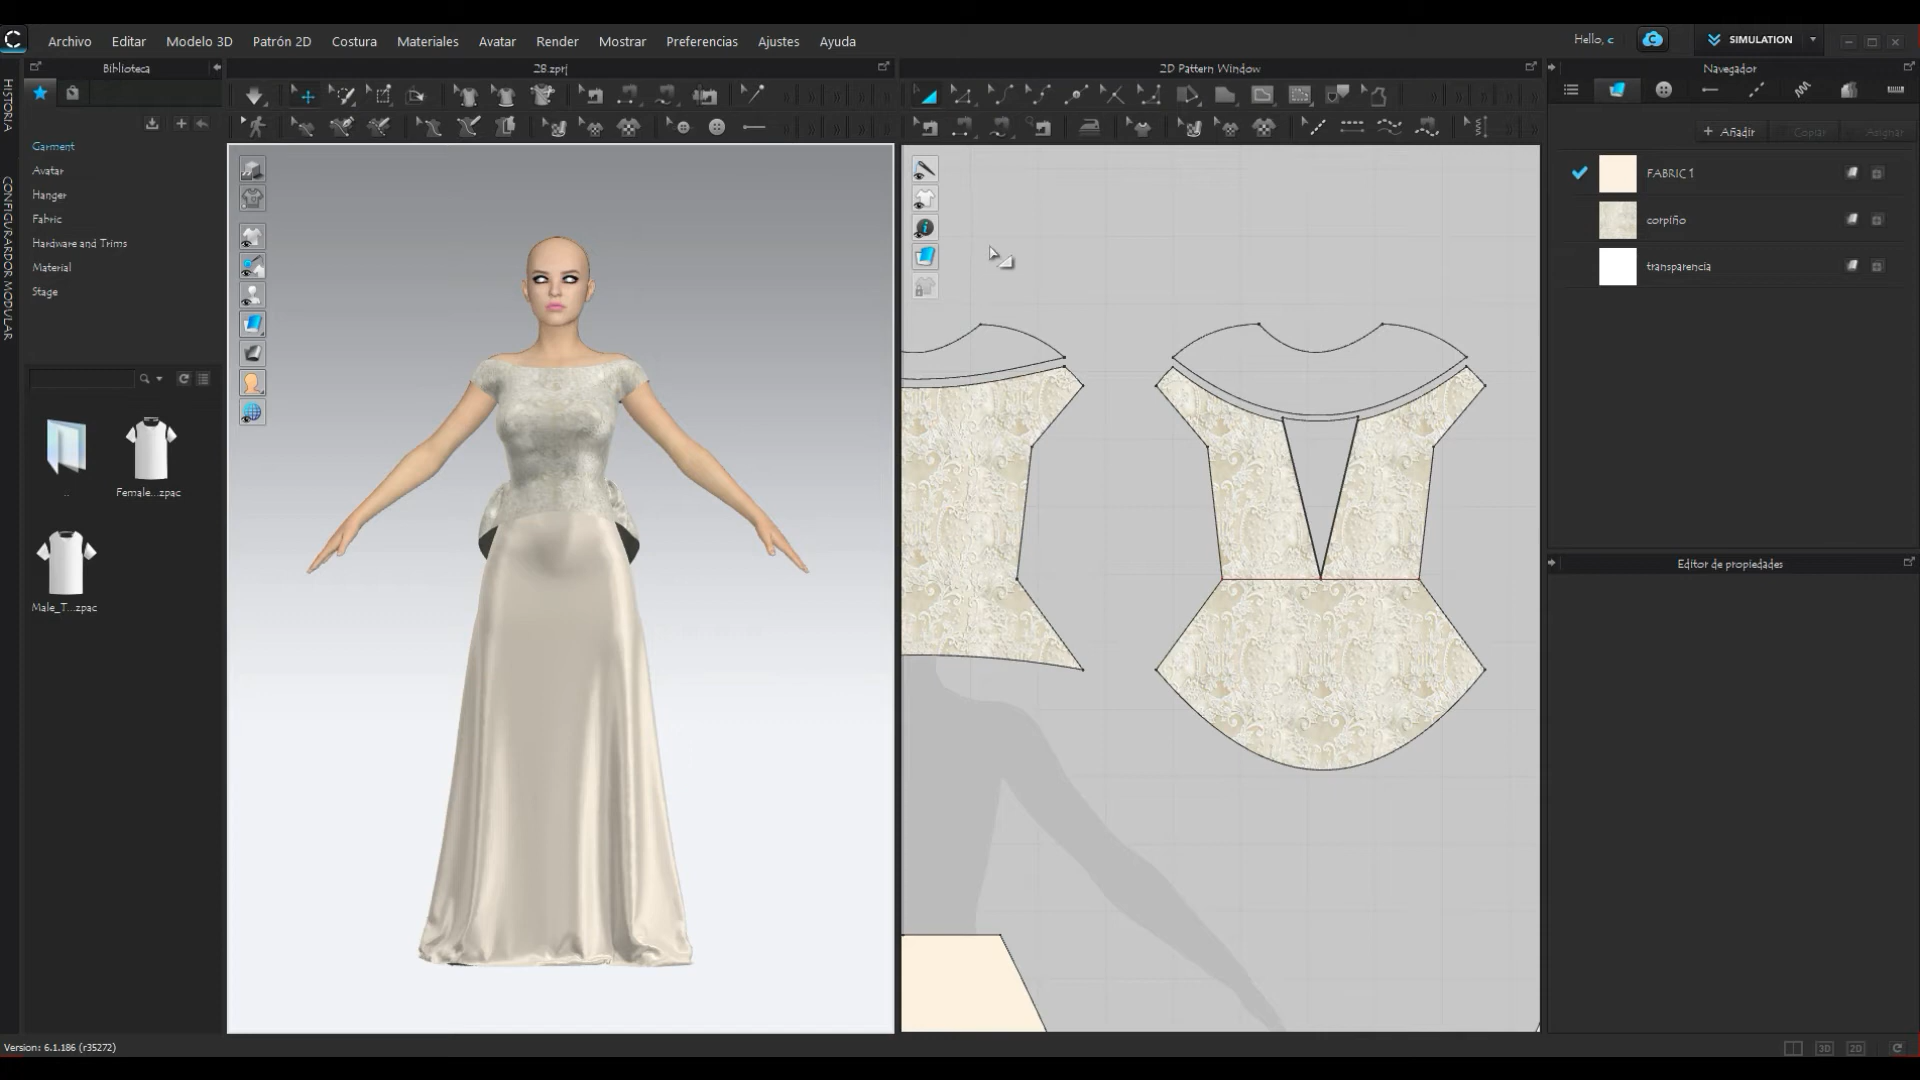 Archivo Editar Modelo 3D Patrón 2D Costura Materiales Avatar Render Mostrar Preferencias Ajustes Ayuda
Hello, c
SIMULATION
Biblioteca
28.zprj
2D Pattern Window
Navegador
HISTORIA
CONFIGURARDOR MODULAR
Garment
Avatar
Hanger
Fabric
Hardware and Trims
Material
Stage
..
Female...zpac
Male_T...zpac
+ Añadir
Copiar
Asignar
FABRIC 1
corpiño
transparencia
Editor de propiedades
Version: 6.1.186 (r35272)
3D
2D